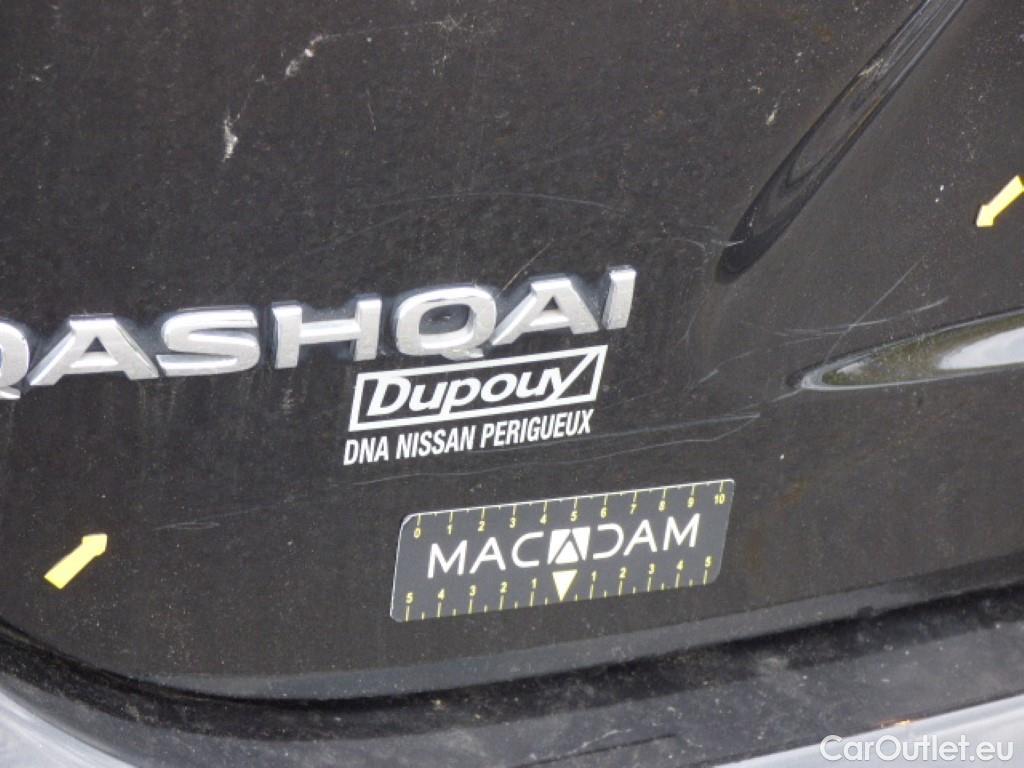 QASHQAI
Dupouy
DNA NISSAN PERIGUEUX
0 1 2 3 4 5 6 7 8 9 10
MACADAM
5 4 3 2 1 1 2 3 4 5
CarOutlet.eu